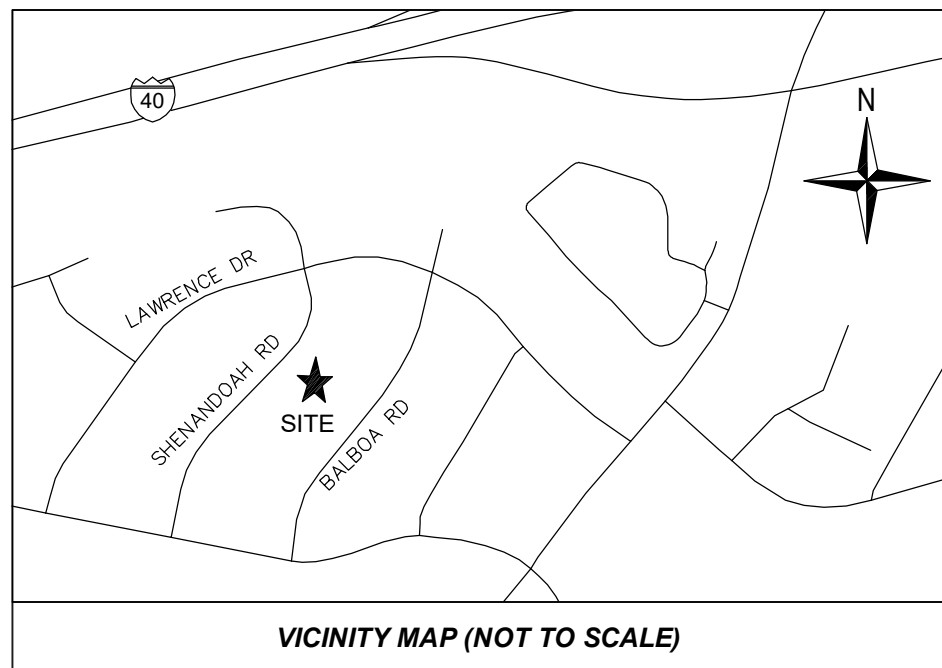 40
N
LAWRENCE DR
SHENANDOAH RD
SITE
BALBOA RD
VICINITY MAP (NOT TO SCALE)